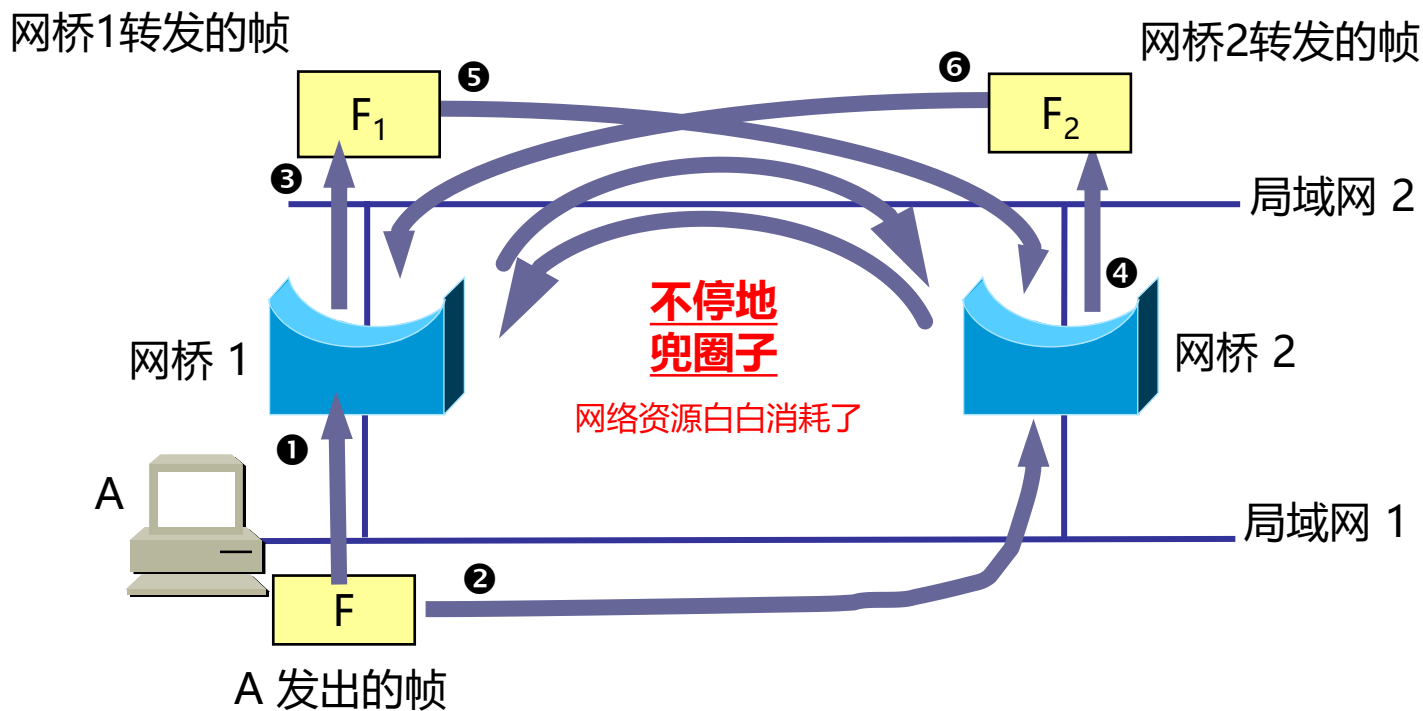 网桥1转发的帧
网桥2转发的帧
❺
❻
F₁
F₂
❸
局域网 2
❹
不停地
兜圈子
网桥 1
网桥 2
网络资源白白消耗了
❶
A
局域网 1
❷
F
A 发出的帧